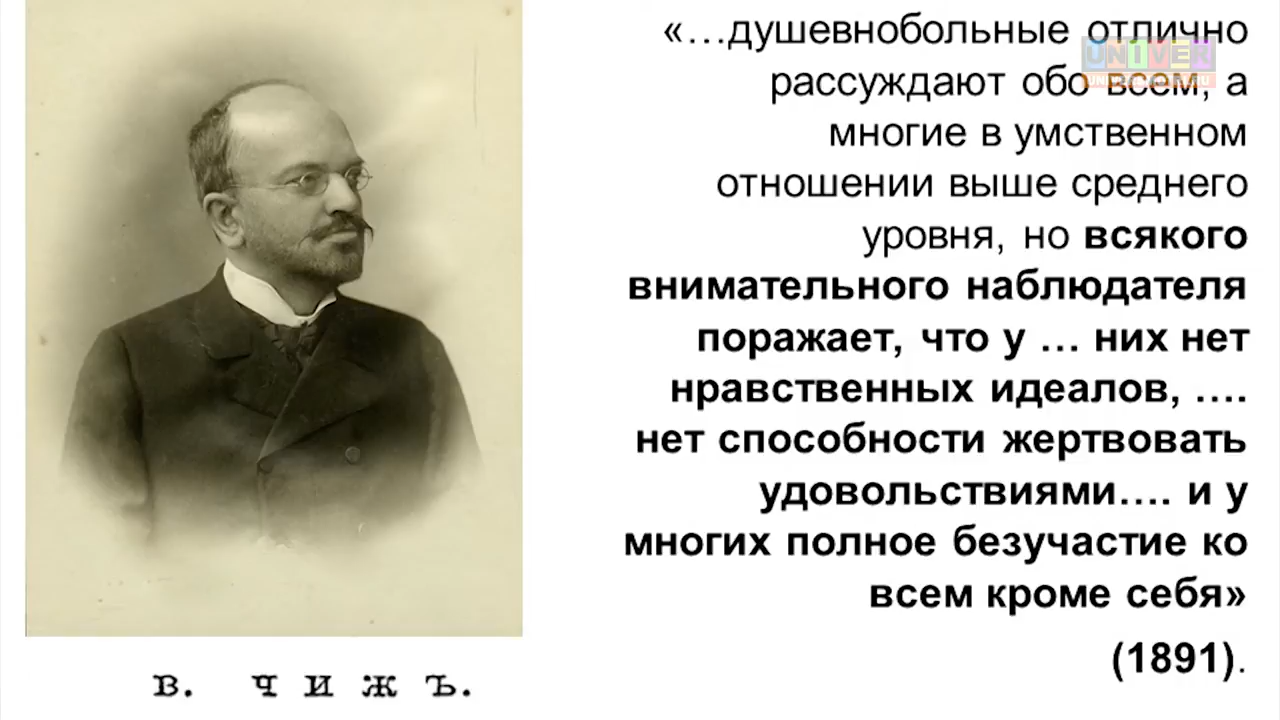 «…душевнобольные отлично
рассуждают обо всем, а
многие в умственном
отношении выше среднего
уровня, но всякого
внимательного наблюдателя
поражает, что у … них нет
нравственных идеалов, ….
нет способности жертвовать
удовольствиями…. и у
многих полное безучастие ко
всем кроме себя»
(1891).
в. чижъ.
UNIVER